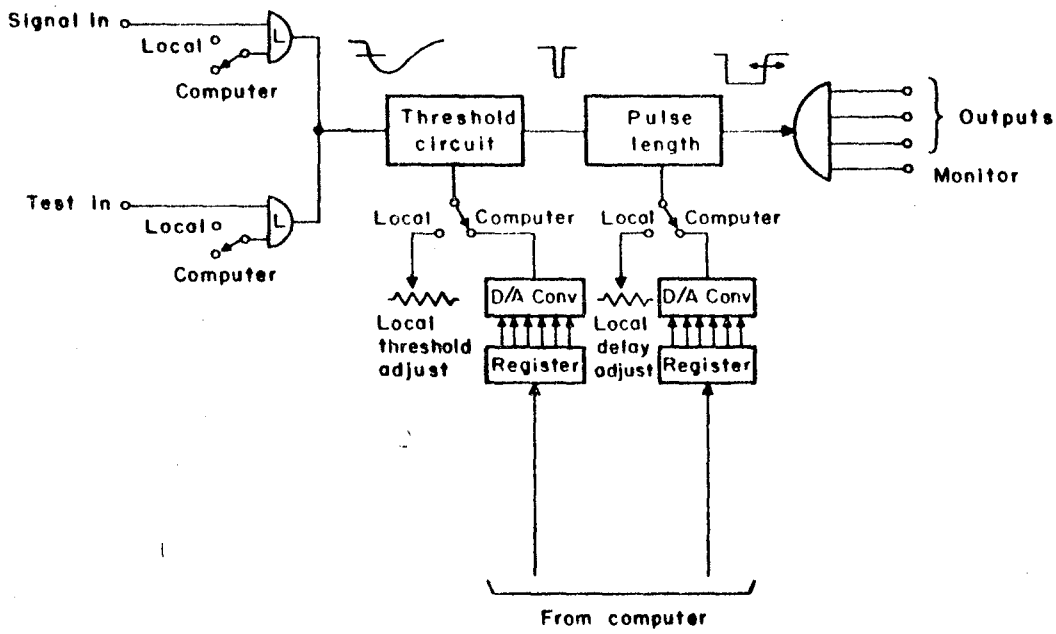 Signal in
Local
L
Computer
Threshold
circuit
Pulse
length
Outputs
Monitor
Test in
Local
L
Computer
Local
Computer
Local
Computer
D/A Conv
D/A Conv
Local
threshold
adjust
Register
Local
delay
adjust
Register
From computer